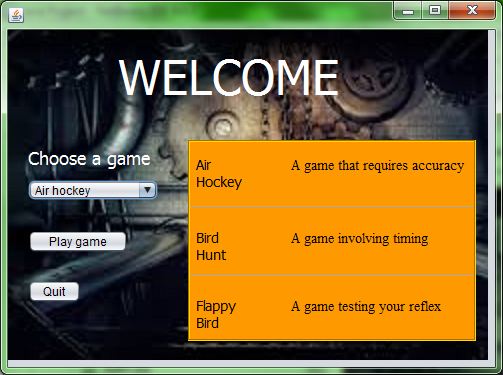 WELCOME
Choose a game
Air hockey
Play game
Quit
Air
Hockey
A game that requires accuracy
Bird
Hunt
A game involving timing
Flappy
Bird
A game testing your reflex